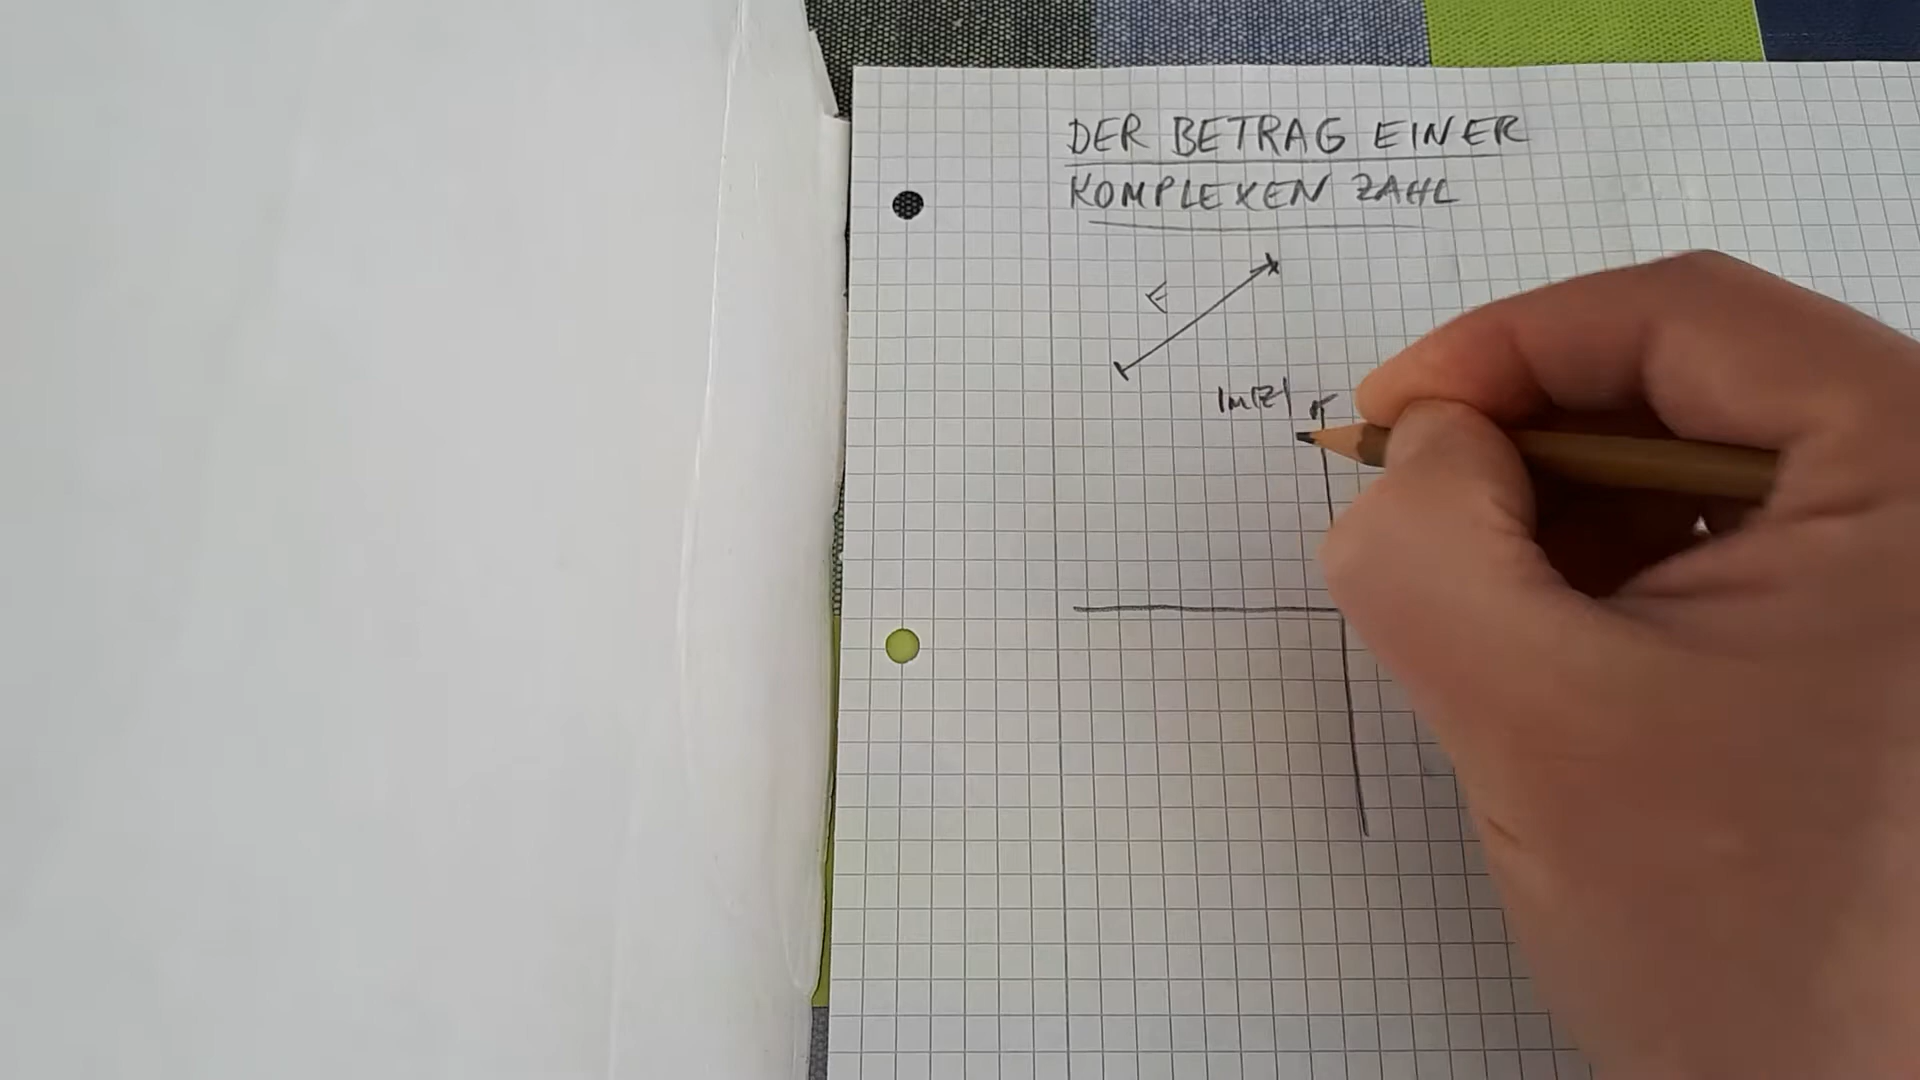 DER BETRAG EINER
KOMPLEXEN ZAHL
Im(z)